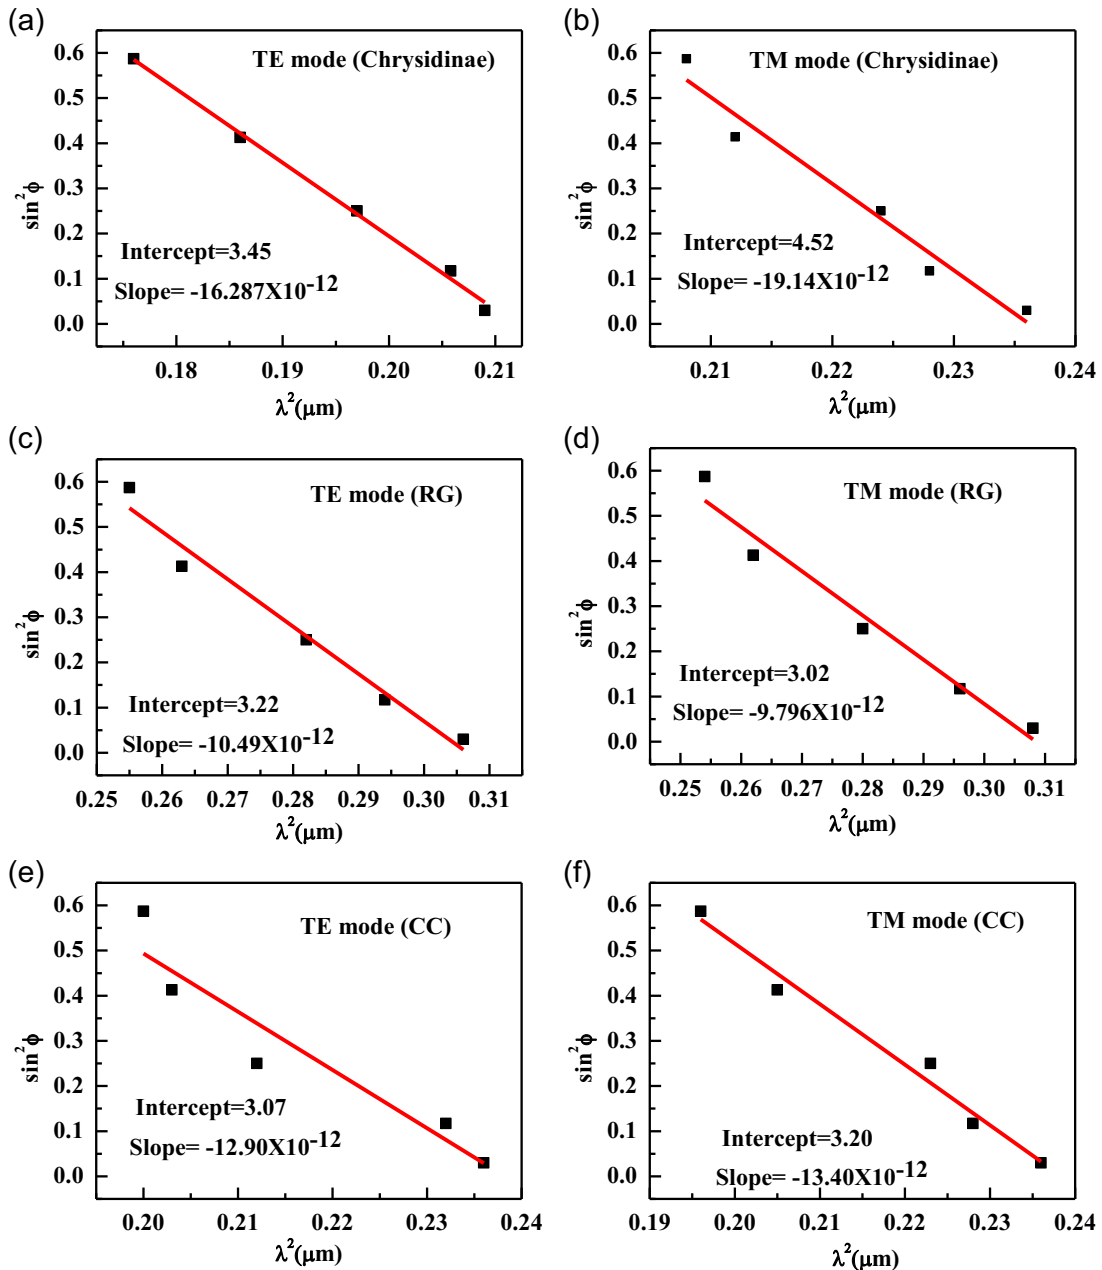 (a)
TE mode (Chrysidinae)
0.6
0.5
0.4
0.3
0.2
0.1
0.0
sin²ϕ
Intercept=3.45
Slope= -16.287X10⁻¹²
0.18
0.19
0.20
0.21
λ²(μm)
(b)
TM mode (Chrysidinae)
0.6
0.5
0.4
0.3
0.2
0.1
0.0
sin²ϕ
Intercept=4.52
Slope= -19.14X10⁻¹²
0.21
0.22
0.23
0.24
λ²(μm)
(c)
TE mode (RG)
0.6
0.5
0.4
0.3
0.2
0.1
0.0
sin²ϕ
Intercept=3.22
Slope= -10.49X10⁻¹²
0.25
0.26
0.27
0.28
0.29
0.30
0.31
λ²(μm)
(d)
TM mode (RG)
0.6
0.5
0.4
0.3
0.2
0.1
0.0
sin²ϕ
Intercept=3.02
Slope= -9.796X10⁻¹²
0.25
0.26
0.27
0.28
0.29
0.30
0.31
λ²(μm)
(e)
TE mode (CC)
0.6
0.5
0.4
0.3
0.2
0.1
0.0
sin²ϕ
Intercept=3.07
Slope= -12.90X10⁻¹²
0.20
0.21
0.22
0.23
0.24
λ²(μm)
(f)
TM mode (CC)
0.6
0.5
0.4
0.3
0.2
0.1
0.0
sin²ϕ
Intercept=3.20
Slope= -13.40X10⁻¹²
0.19
0.20
0.21
0.22
0.23
0.24
λ²(μm)